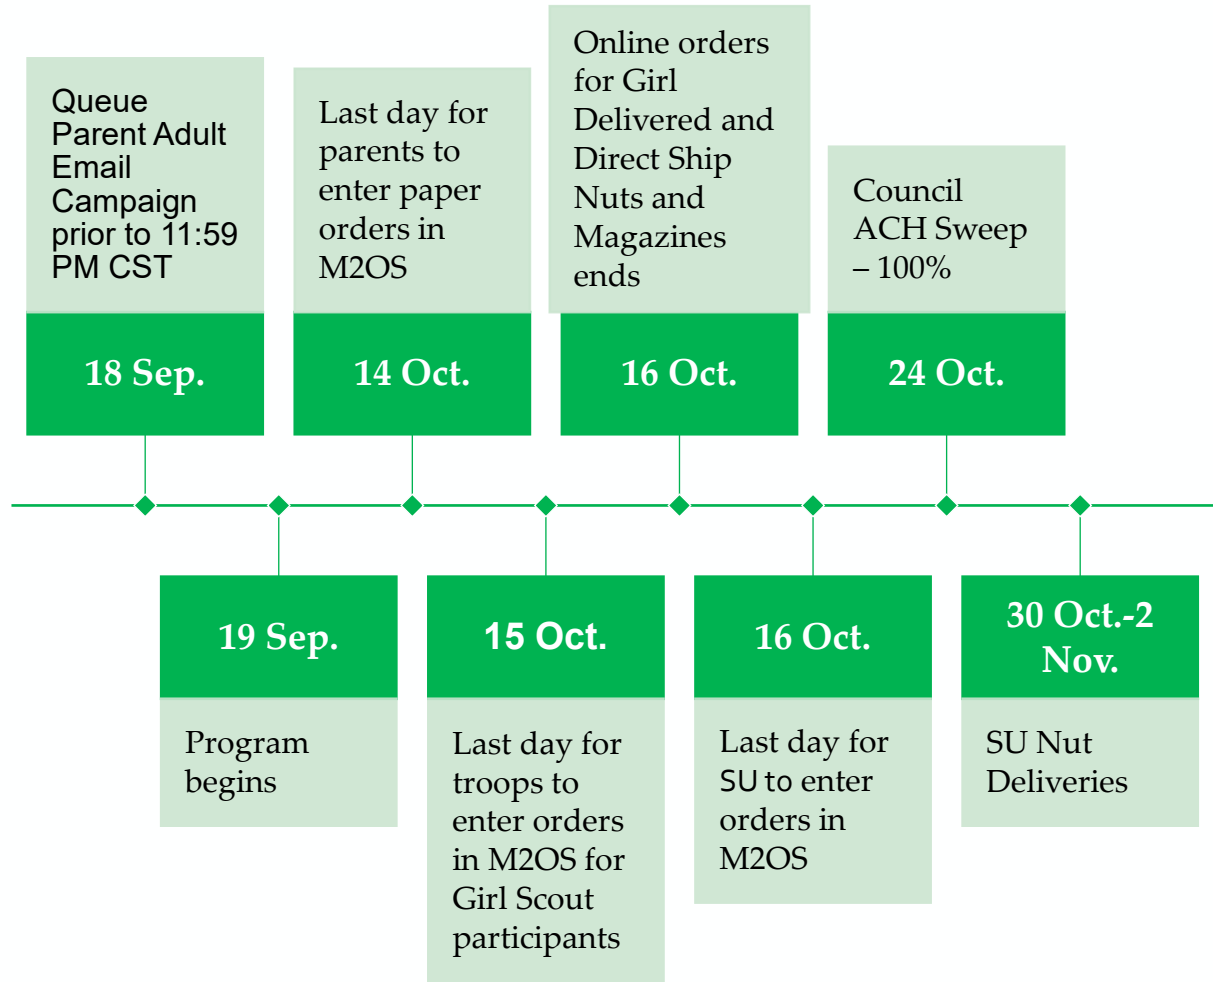 Queue
Parent Adult
Email
Campaign
prior to 11:59
PM CST
18 Sep.
Last day for
parents to
enter paper
orders in
M2OS
14 Oct.
Online orders
for Girl
Delivered and
Direct Ship
Nuts and
Magazines
ends
16 Oct.
Council
ACH Sweep
– 100%
24 Oct.
19 Sep.
Program
begins
15 Oct.
Last day for
troops to
enter orders
in M2OS for
Girl Scout
participants
16 Oct.
Last day for
SU to enter
orders in
M2OS
30 Oct.-2
Nov.
SU Nut
Deliveries